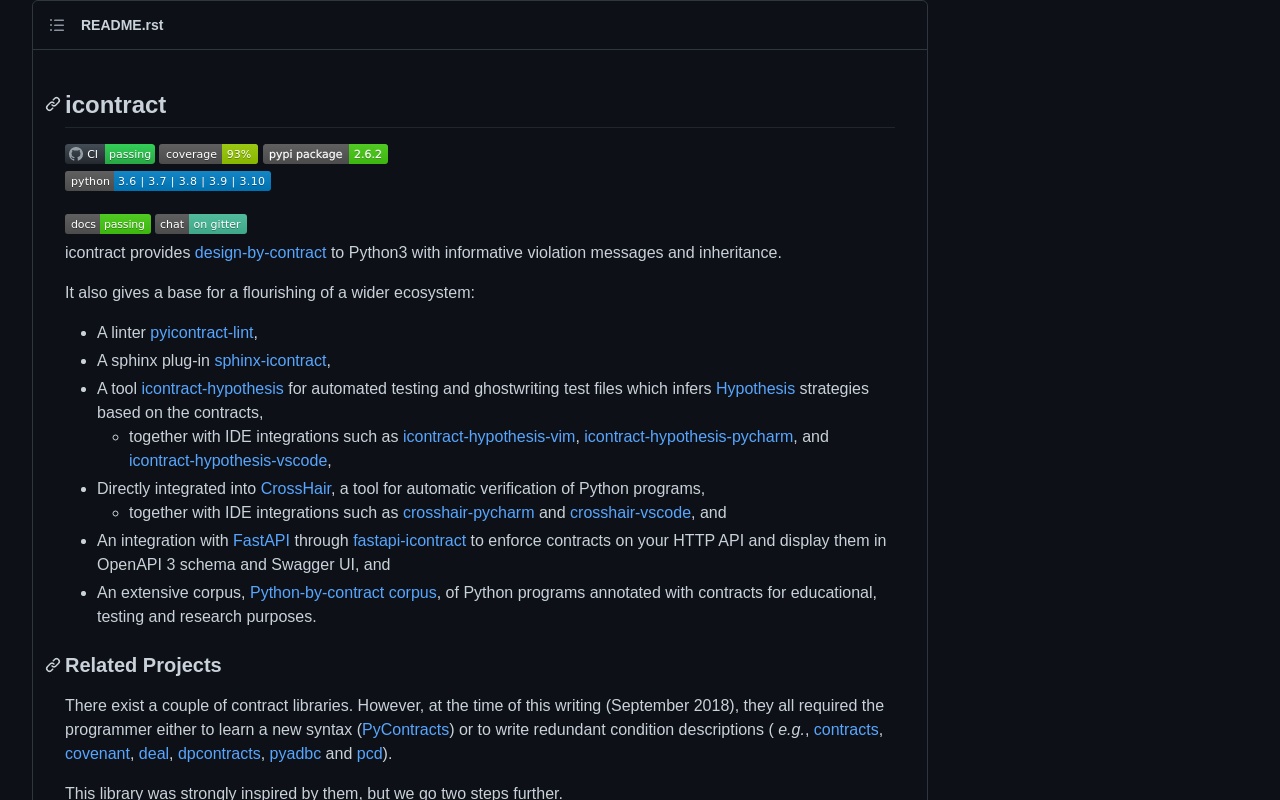 README.rst
icontract
CI passing coverage 93% pypi package 2.6.2
python 3.6 | 3.7 | 3.8 | 3.9 | 3.10
docs passing chat on gitter
icontract provides design-by-contract to Python3 with informative violation messages and inheritance.
It also gives a base for a flourishing of a wider ecosystem:
A linter pyicontract-lint,
A sphinx plug-in sphinx-icontract,
A tool icontract-hypothesis for automated testing and ghostwriting test files which infers Hypothesis strategies
based on the contracts,
together with IDE integrations such as icontract-hypothesis-vim, icontract-hypothesis-pycharm, and
icontract-hypothesis-vscode,
Directly integrated into CrossHair, a tool for automatic verification of Python programs,
together with IDE integrations such as crosshair-pycharm and crosshair-vscode, and
An integration with FastAPI through fastapi-icontract to enforce contracts on your HTTP API and display them in
OpenAPI 3 schema and Swagger UI, and
An extensive corpus, Python-by-contract corpus, of Python programs annotated with contracts for educational,
testing and research purposes.
Related Projects
There exist a couple of contract libraries. However, at the time of this writing (September 2018), they all required the
programmer either to learn a new syntax (PyContracts) or to write redundant condition descriptions ( e.g., contracts,
covenant, deal, dpcontracts, pyadbc and pcd).
This library was strongly inspired by them, but we go two steps further.